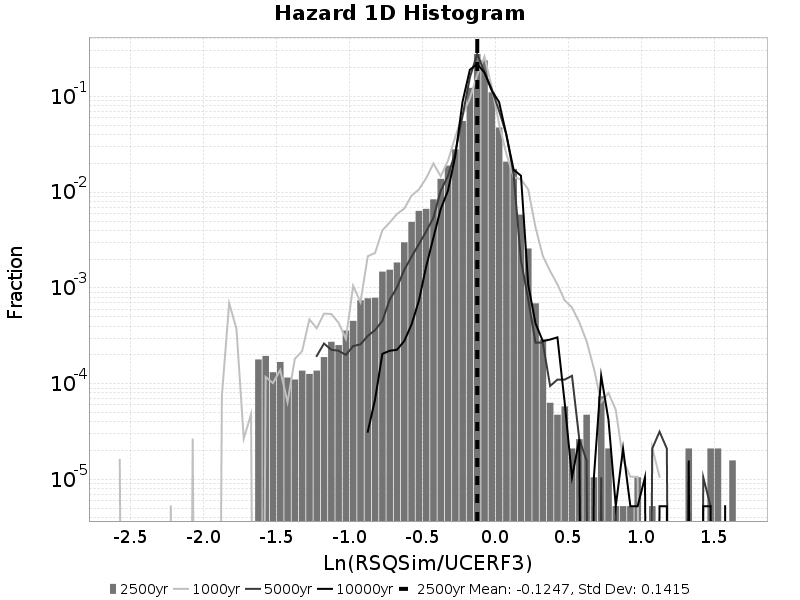 Hazard 1D Histogram
Fraction
10-1
10-2
10-3
10-4
10-5
-2.5 -2.0 -1.5 -1.0 -0.5 0.0 0.5 1.0 1.5
Ln(RSQSim/UCERF3)
2500yr 1000yr 5000yr 10000yr 2500yr Mean: -0.1247, Std Dev: 0.1415